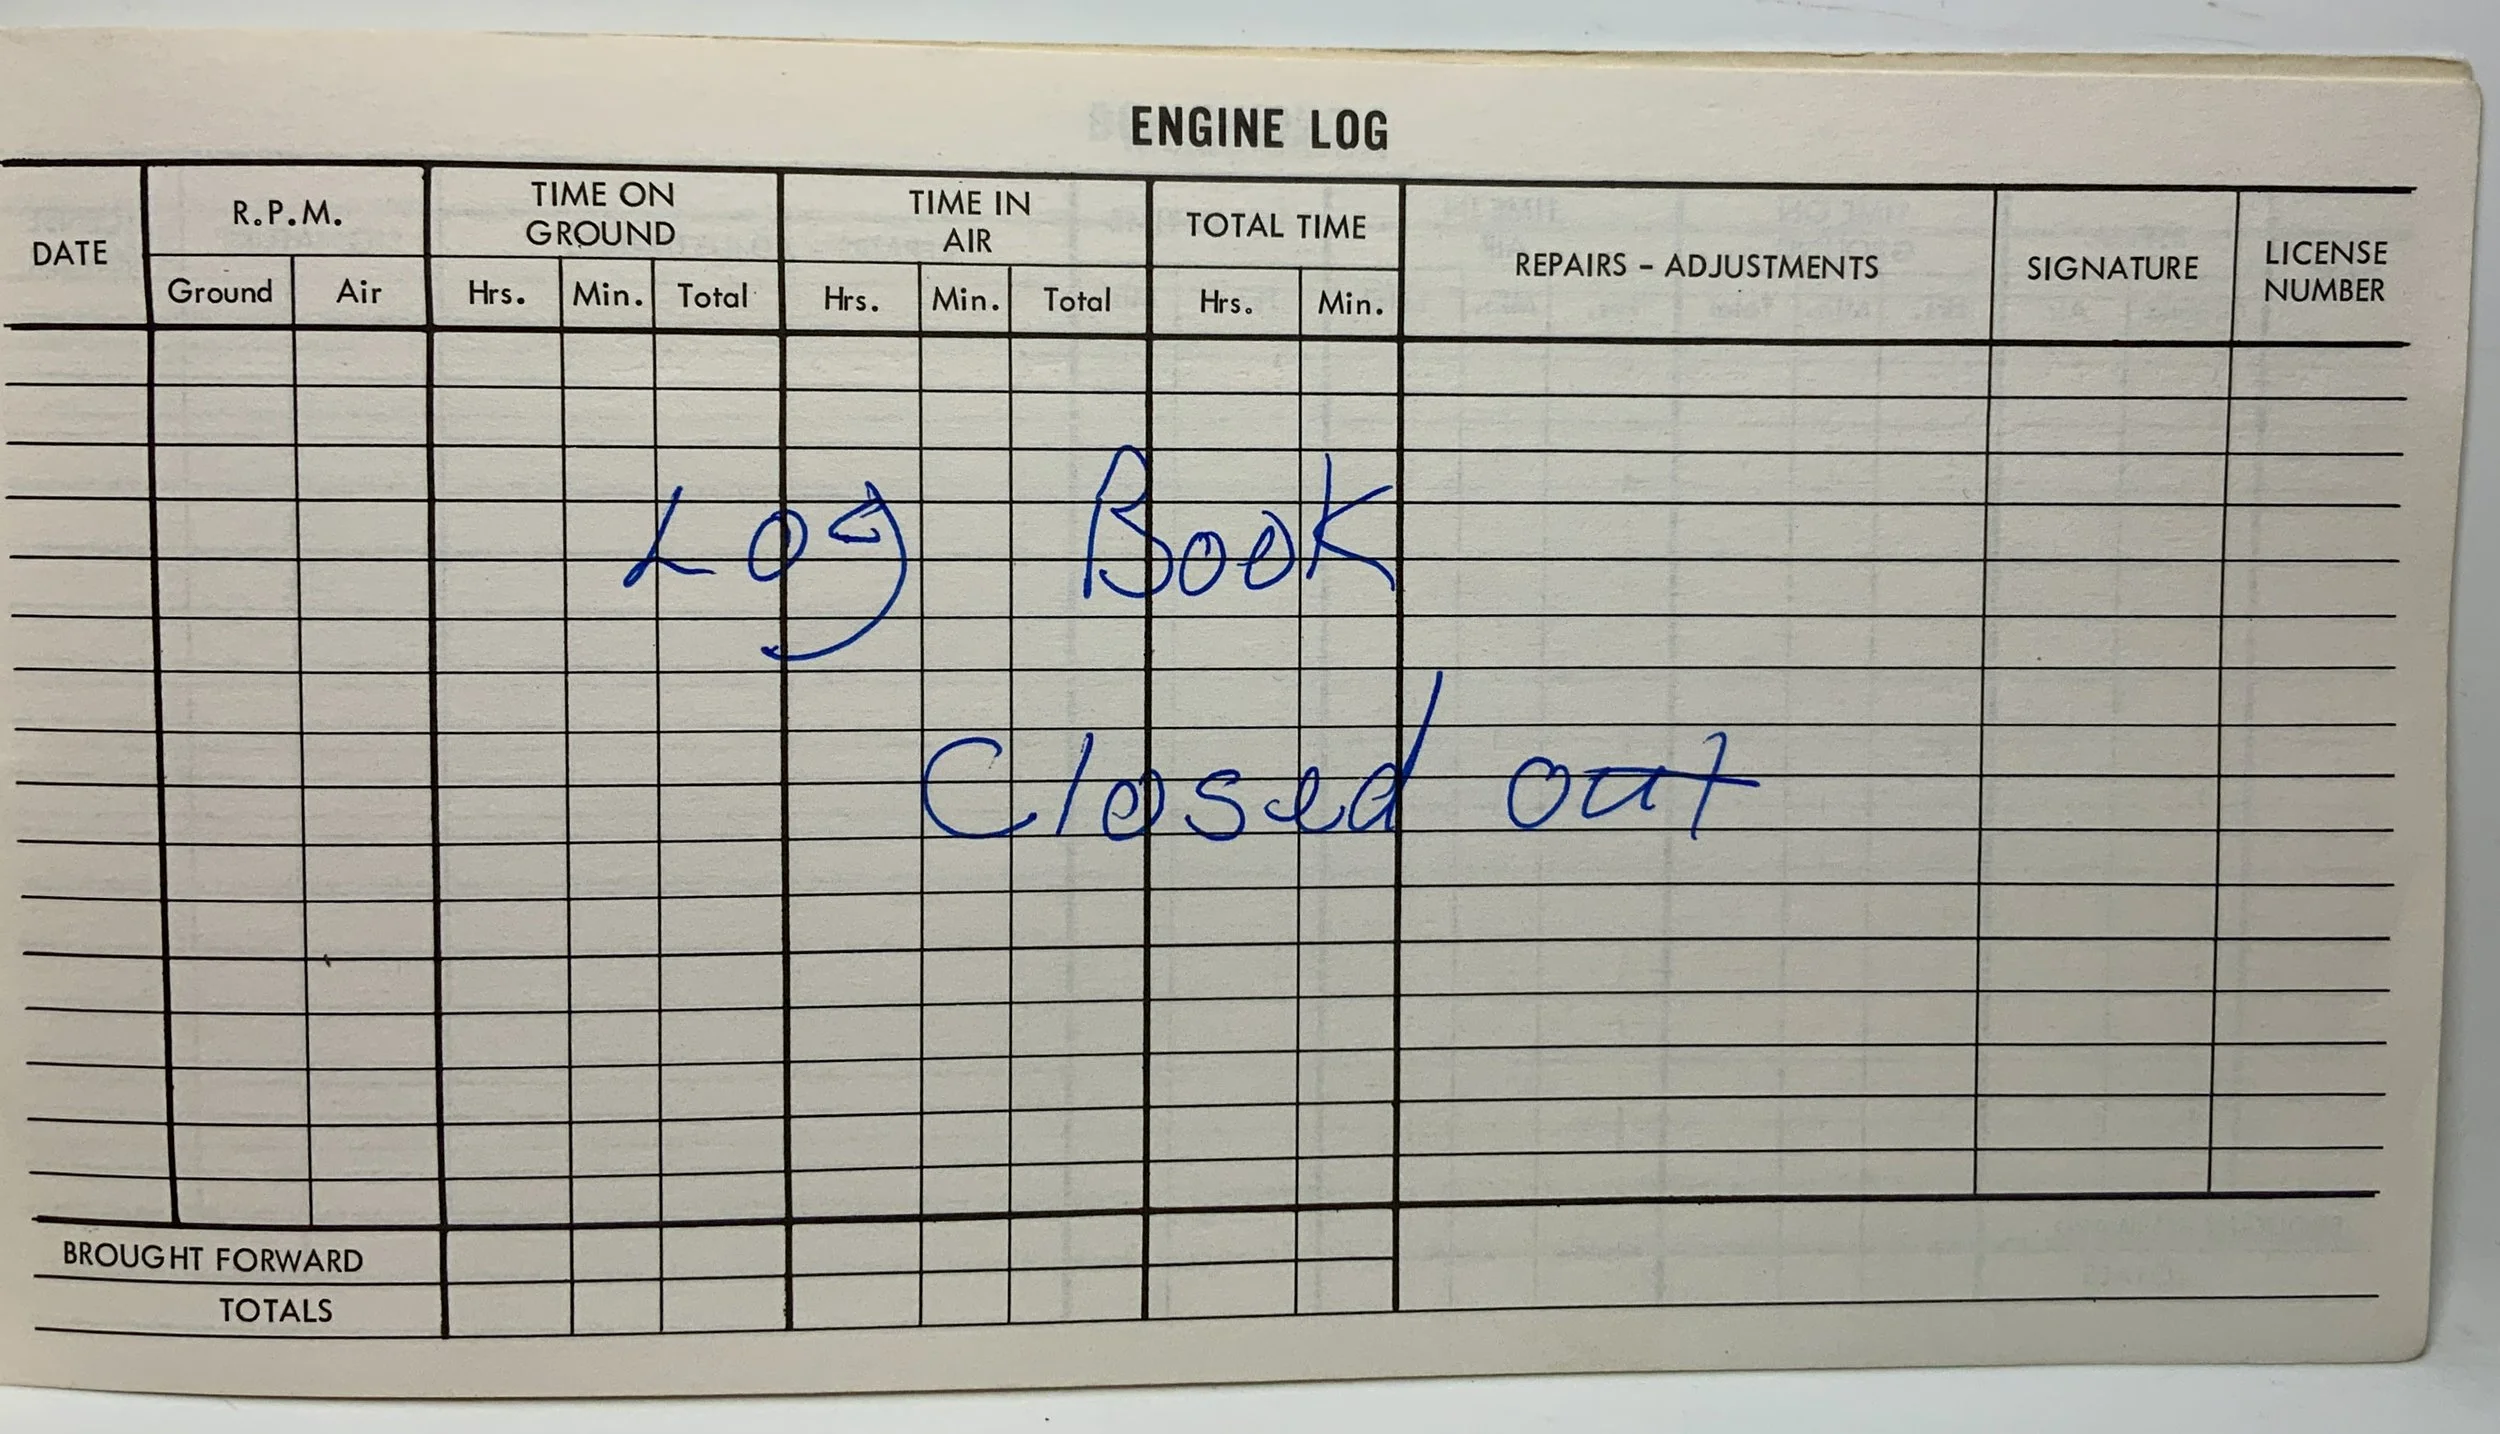 ENGINE LOG
DATE R.P.M. TIME ON GROUND TIME IN AIR TOTAL TIME REPAIRS - ADJUSTMENTS SIGNATURE LICENSE NUMBER
Ground Air Hrs. Min. Total Hrs. Min. Total Hrs. Min.
Log Book
Closed out
BROUGHT FORWARD
TOTALS